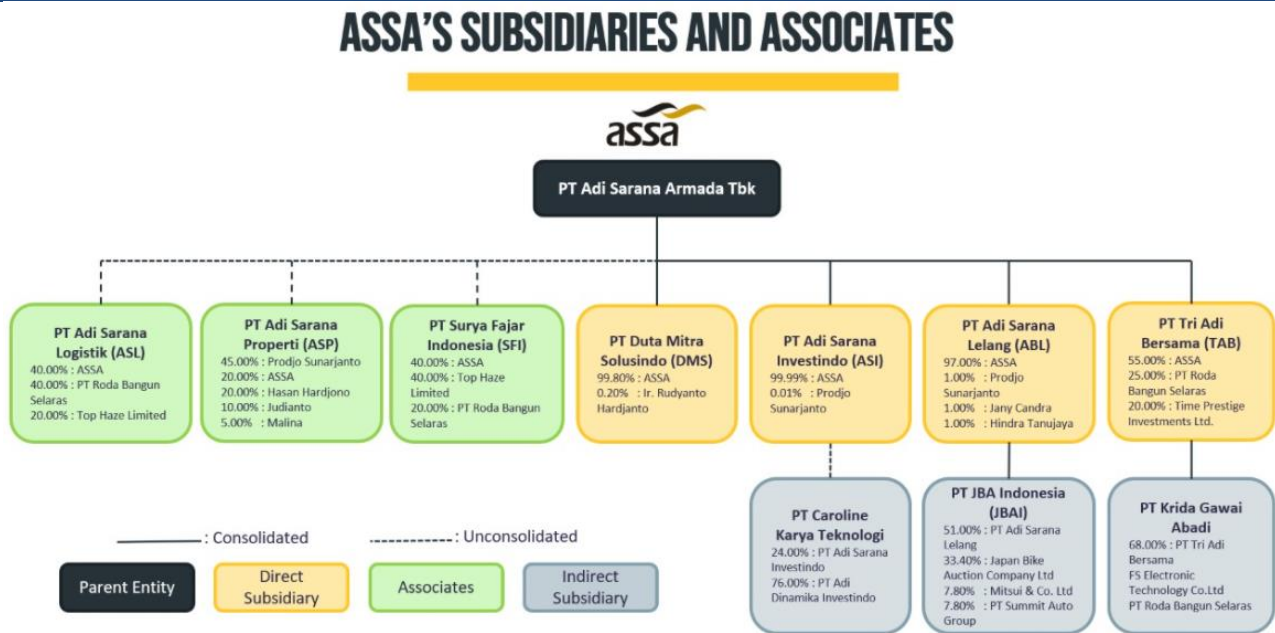 ASSA'S SUBSIDIARIES AND ASSOCIATES
assa
PT Adi Sarana Armada Tbk
PT Adi Sarana
Logistik (ASL)
40.00% : ASSA
40.00% : PT Roda Bangun
Selaras
20.00% : Top Haze Limited
PT Adi Sarana
Properti (ASP)
45.00% : Prodjo Sunarjanto
20.00% : ASSA
20.00% : Hasan Hardjono
10.00% : Judianto
5.00% : Malina
PT Surya Fajar
Indonesia (SFI)
40.00% : ASSA
40.00% : Top Haze
Limited
20.00% : PT Roda Bangun
Selaras
PT Duta Mitra
Solusindo (DMS)
99.80% : ASSA
0.20% : Ir. Rudyanto
Hardjanto
PT Adi Sarana
Investindo (ASI)
99.99% : ASSA
0.01% : Prodjo
Sunarjanto
PT Adi Sarana
Lelang (ABL)
97.00% : ASSA
1.00% : Prodjo
Sunarjanto
1.00% : Jany Candra
1.00% : Hindra Tanujaya
PT Tri Adi
Bersama (TAB)
55.00% : ASSA
25.00% : PT Roda
Bangun Selaras
20.00% : Time Prestige
Investments Ltd.
PT Caroline
Karya Teknologi
24.00% : PT Adi Sarana
Investindo
76.00% : PT Adi
Dinamika Investindo
PT JBA Indonesia
(JBAI)
51.00% : PT Adi Sarana
Lelang
33.40% : Japan Bike
Auction Company Ltd
7.80% : Mitsui & Co. Ltd
7.80% : PT Summit Auto
Group
PT Krida Gawai
Abadi
68.00% : PT Tri Adi
Bersama
FS Electronic
Technology Co.Ltd
PT Roda Bangun Selaras
: Consolidated
: Unconsolidated
Parent Entity
Direct
Subsidiary
Associates
Indirect
Subsidiary